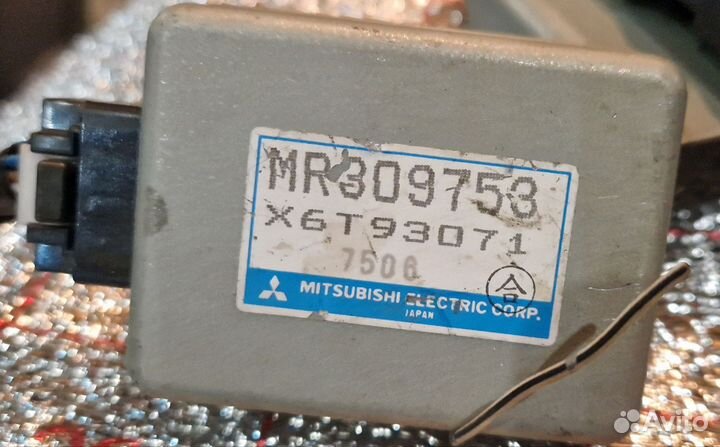 MR309753
X6T93071
7506
合
MITSUBISHI ELECTRIC CORP.
JAPAN
Avito